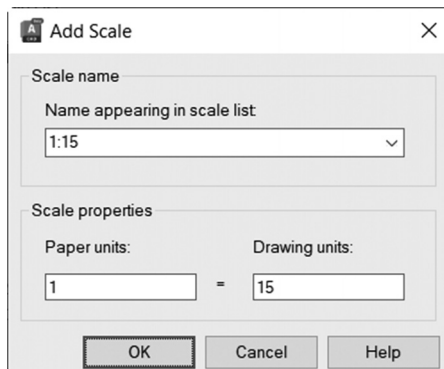 Add Scale
Scale name
Name appearing in scale list:
1:15
Scale properties
Paper units:
Drawing units:
1
=
15
OK
Cancel
Help